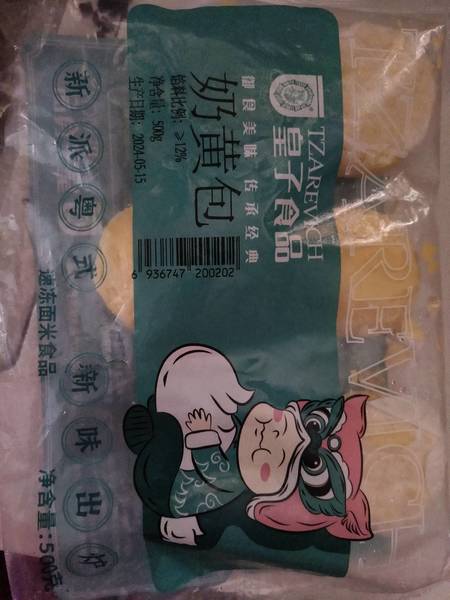 TZAREVICH
皇子食品
御食美味 传承经典
奶黄包
馅料比例：≥12%
净含量：500g
生产日期：2024-05-15
6 936747 200202
新派粤式 新味出炉
速冻面米食品 净含量:500克
TZAREVICH